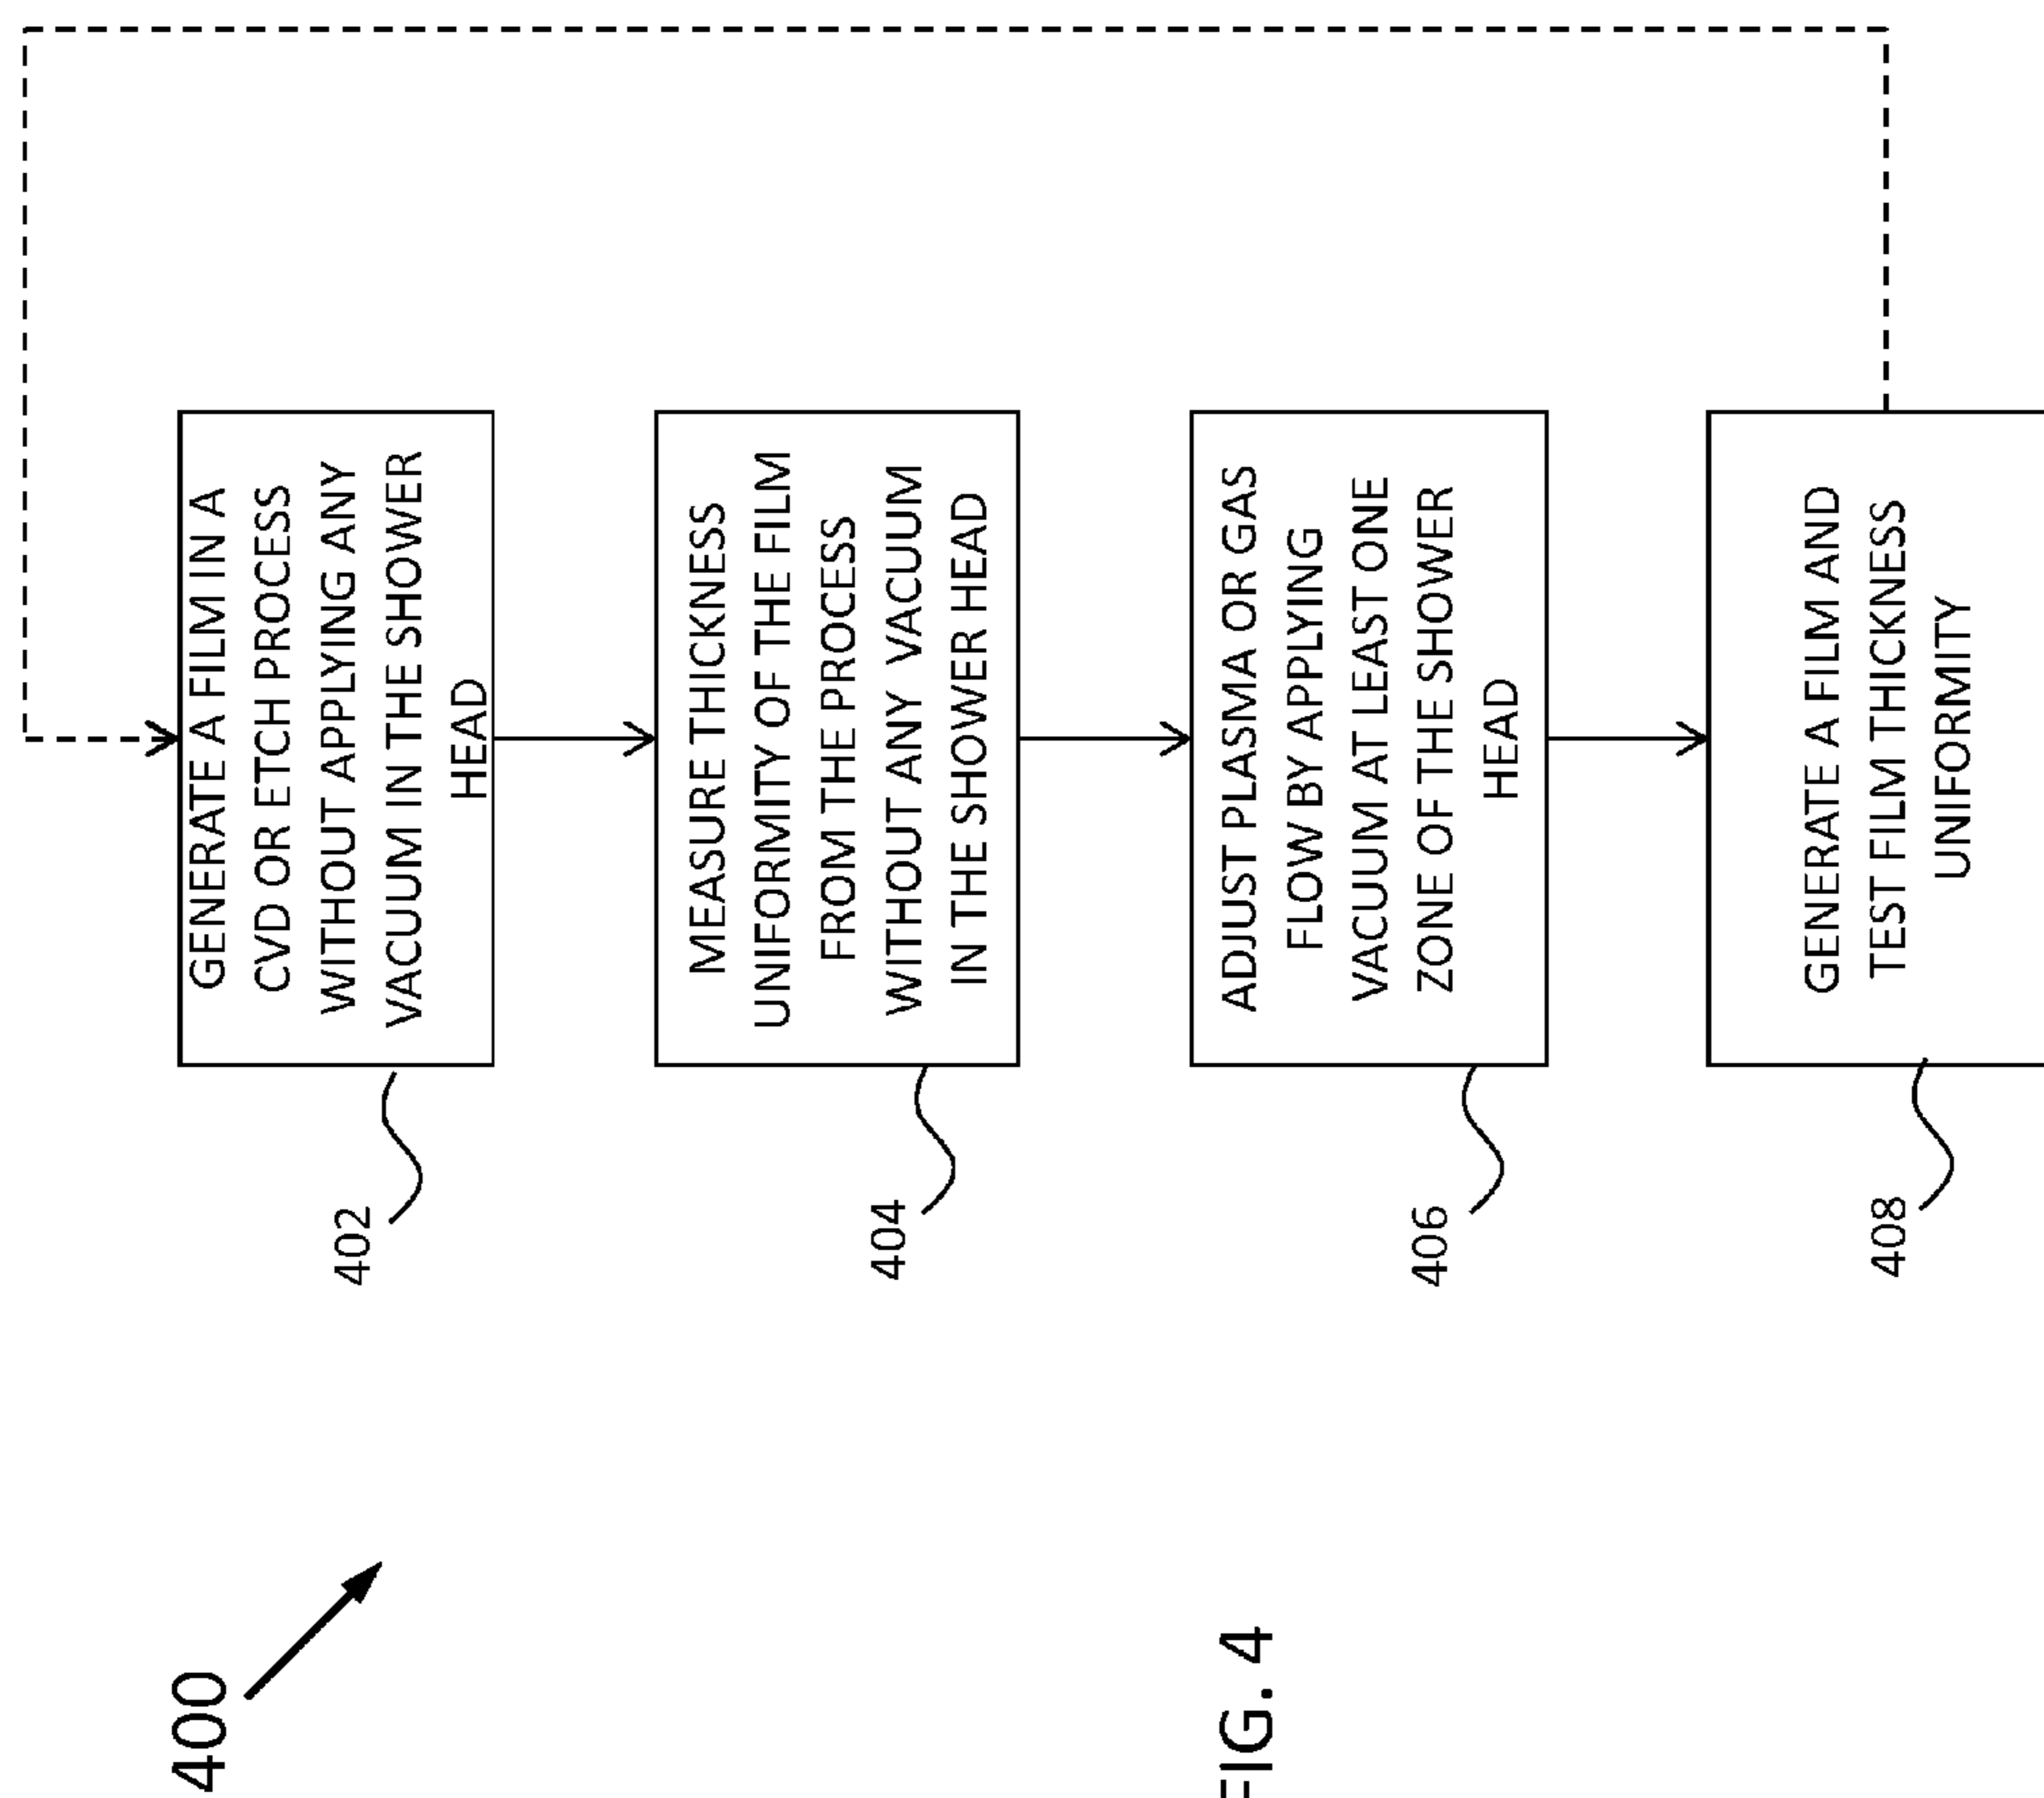 400
402
GENERATE A FILM IN A
CVD OR ETCH PROCESS
WITHOUT APPLYING ANY
VACUUM IN THE SHOWER
HEAD
404
MEASURE THICKNESS
UNIFORMITY OF THE FILM
FROM THE PROCESS
WITHOUT ANY VACUUM
IN THE SHOWER HEAD
406
ADJUST PLASMA OR GAS
FLOW BY APPLYING
VACUUM AT LEAST ONE
ZONE OF THE SHOWER
HEAD
408
GENERATE A FILM AND
TEST FILM THICKNESS
UNIFORMITY
FIG. 4